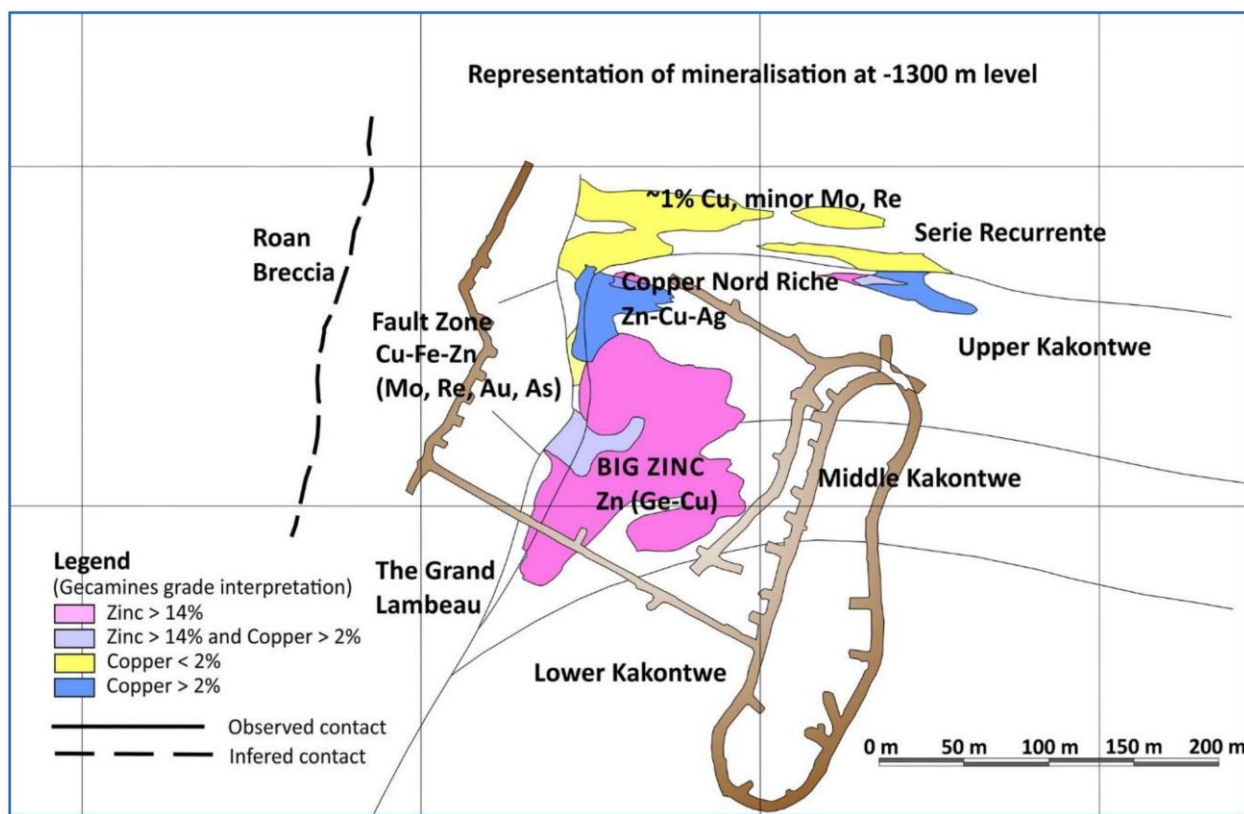 Representation of mineralisation at -1300 m level
~1% Cu, minor Mo, Re
Roan
Breccia
Serie Recurrente
Copper Nord Riche
Zn-Cu-Ag
Fault Zone
Cu-Fe-Zn
(Mo, Re, Au, As)
Upper Kakontwe
BIG ZINC
Zn (Ge-Cu)
Middle Kakontwe
The Grand
Lambeau
Lower Kakontwe
Legend
(Gecamines grade interpretation)
Zinc > 14%
Zinc > 14% and Copper > 2%
Copper < 2%
Copper > 2%
Observed contact
Infered contact
0 m 50 m 100 m 150 m 200 m